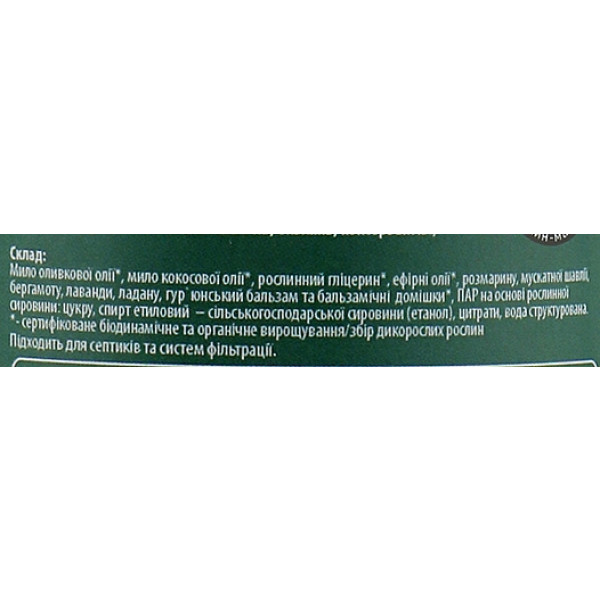 Склад:
Мило оливкової олії*, мило кокосової олії*, рослинний гліцерин*, ефірні олії*, розмарину, мускатної шавлі,
бергамоту, лаванди, ладану, гур`юнський бальзам та бальзамічні домішки*, ПАР на основі рослинної
сировини: цукру, спирт етиловий – сільськогосподарської сировини (етанол), цитрати, вода структурована.
*- сертифіковане біодинамічне та органічне вирощування/збір дикорослих рослин
Підходить для септиків та систем фільтрації.